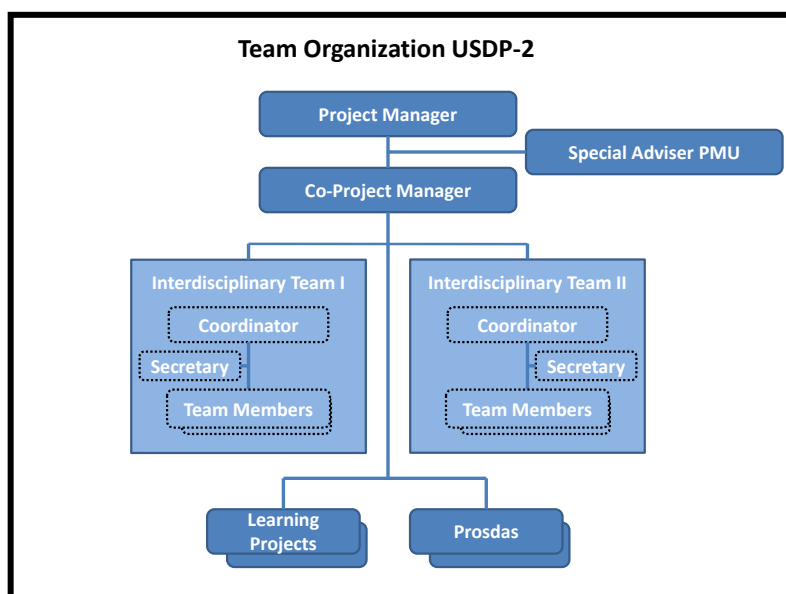 Team Organization USDP-2
Project Manager
Special Adviser PMU
Co-Project Manager
Interdisciplinary Team I
Coordinator
Secretary
Team Members
Interdisciplinary Team II
Coordinator
Secretary
Team Members
Learning
Projects
Prosdas